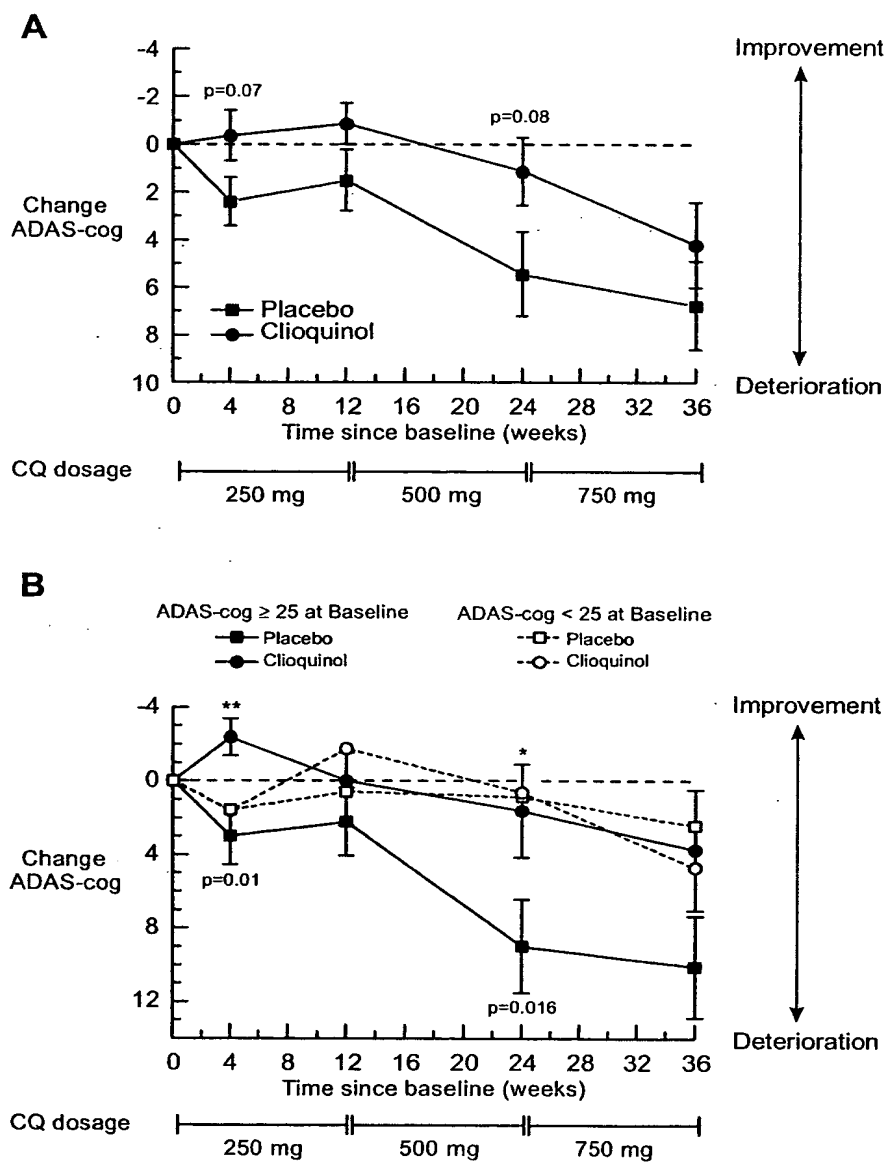 A
-4
-2
0
2
4
6
8
10
Change
ADAS-cog
p=0.07
p=0.08
Placebo
Clioquinol
Improvement
Deterioration
0 4 8 12 16 20 24 28 32 36
Time since baseline (weeks)
CQ dosage
250 mg 500 mg 750 mg
B
ADAS-cog ≥ 25 at Baseline ADAS-cog < 25 at Baseline
Placebo Placebo
Clioquinol Clioquinol
-4
0
4
8
12
Change
ADAS-cog
**
*
p=0.01
p=0.016
Improvement
Deterioration
0 4 8 12 16 20 24 28 32 36
Time since baseline (weeks)
CQ dosage
250 mg 500 mg 750 mg